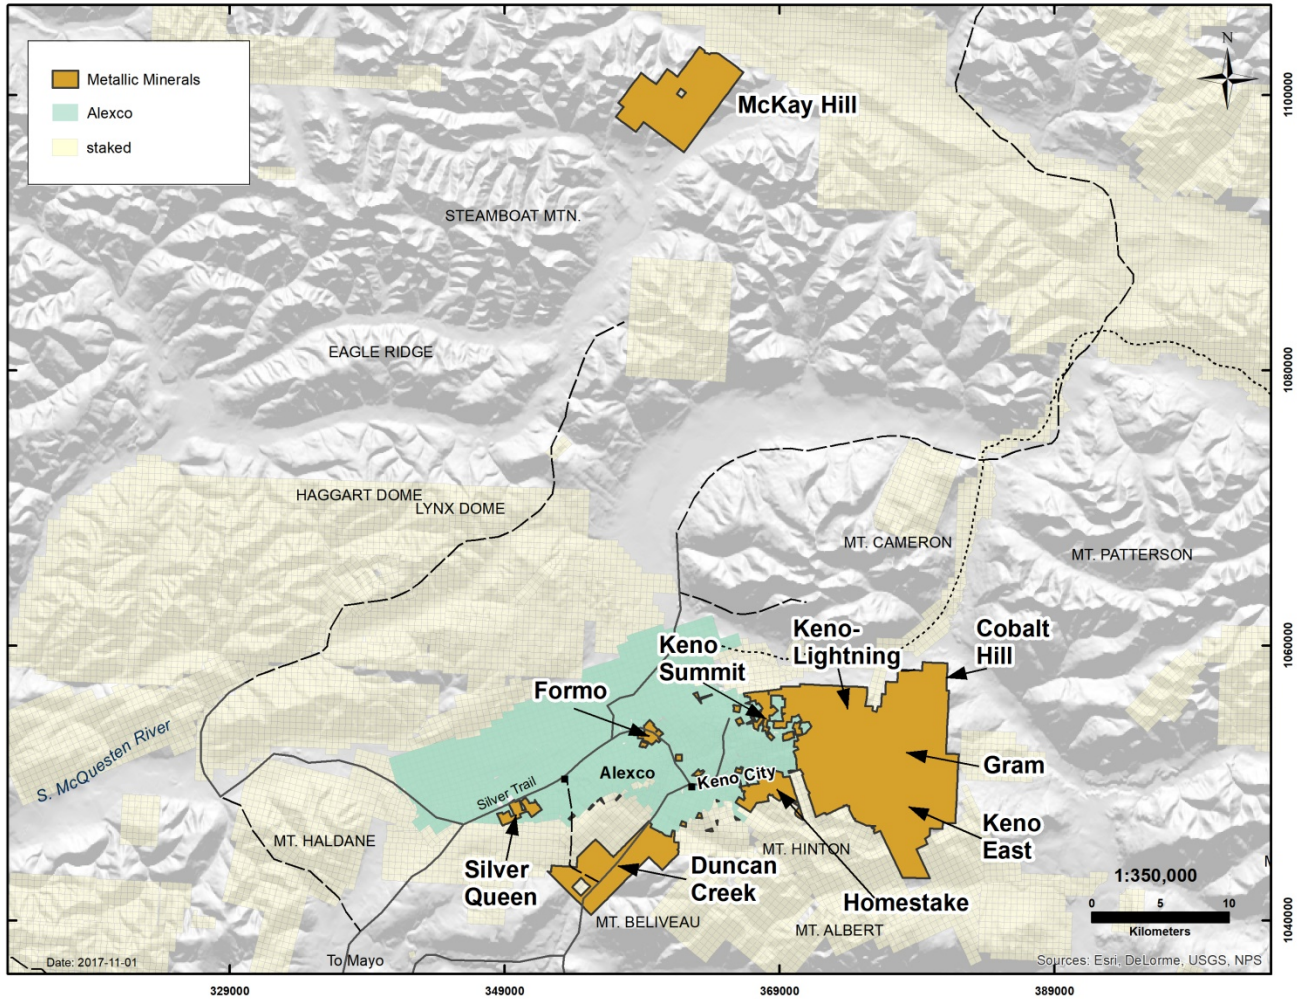 N
Metallic Minerals
Alexco
staked
McKay Hill
1100000
STEAMBOAT MTN.
EAGLE RIDGE
1080000
HAGGART DOME
LYNX DOME
MT. CAMERON
MT. PATTERSON
Keno
Summit
Keno-
Lightning
Cobalt
Hill
1060000
Formo
S. McQuesten River
Silver Trail
Alexco
Keno City
Gram
Keno
East
MT. HALDANE
Silver
Queen
Duncan
Creek
MT. HINTON
Homestake
MT. BELIVEAU
MT. ALBERT
M
1:350,000
0 5 10
Kilometers
1040000
Date: 2017-11-01
To Mayo
Sources: Esri, DeLorme, USGS, NPS
329000 349000 369000 389000